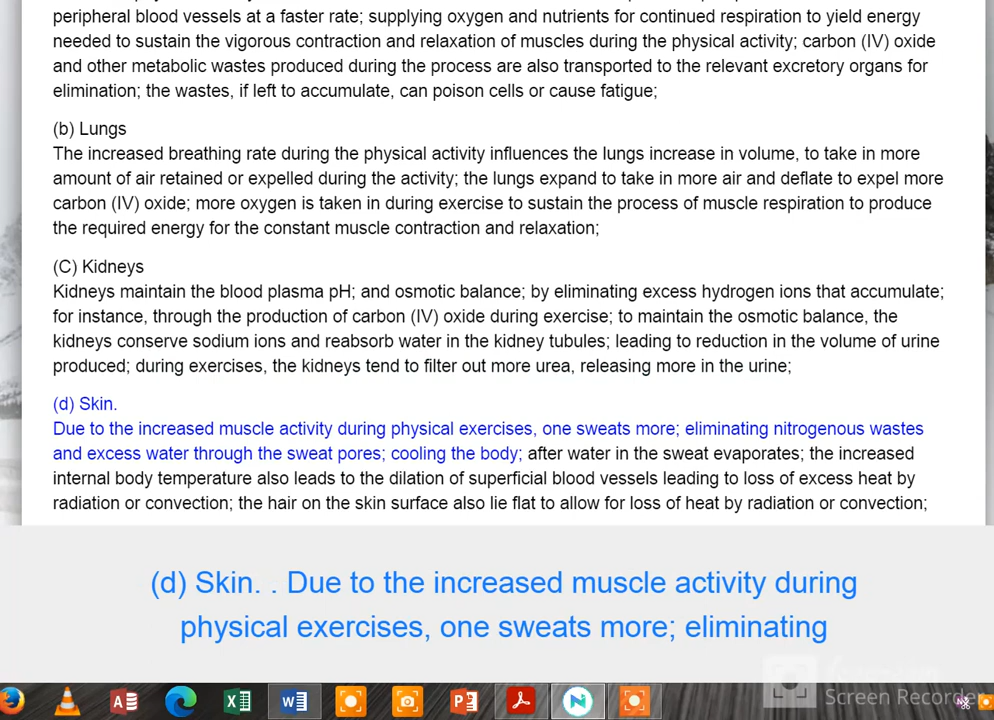 peripheral blood vessels at a faster rate; supplying oxygen and nutrients for continued respiration to yield energy
needed to sustain the vigorous contraction and relaxation of muscles during the physical activity; carbon (IV) oxide
and other metabolic wastes produced during the process are also transported to the relevant excretory organs for
elimination; the wastes, if left to accumulate, can poison cells or cause fatigue;
(b) Lungs
The increased breathing rate during the physical activity influences the lungs increase in volume, to take in more
amount of air retained or expelled during the activity; the lungs expand to take in more air and deflate to expel more
carbon (IV) oxide; more oxygen is taken in during exercise to sustain the process of muscle respiration to produce
the required energy for the constant muscle contraction and relaxation;
(C) Kidneys
Kidneys maintain the blood plasma pH; and osmotic balance; by eliminating excess hydrogen ions that accumulate;
for instance, through the production of carbon (IV) oxide during exercise; to maintain the osmotic balance, the
kidneys conserve sodium ions and reabsorb water in the kidney tubules; leading to reduction in the volume of urine
produced; during exercises, the kidneys tend to filter out more urea, releasing more in the urine;
(d) Skin.
Due to the increased muscle activity during physical exercises, one sweats more; eliminating nitrogenous wastes
and excess water through the sweat pores; cooling the body; after water in the sweat evaporates; the increased
internal body temperature also leads to the dilation of superficial blood vessels leading to loss of excess heat by
radiation or convection; the hair on the skin surface also lie flat to allow for loss of heat by radiation or convection;
(d) Skin. . Due to the increased muscle activity during
physical exercises, one sweats more; eliminating
Screen Recorder